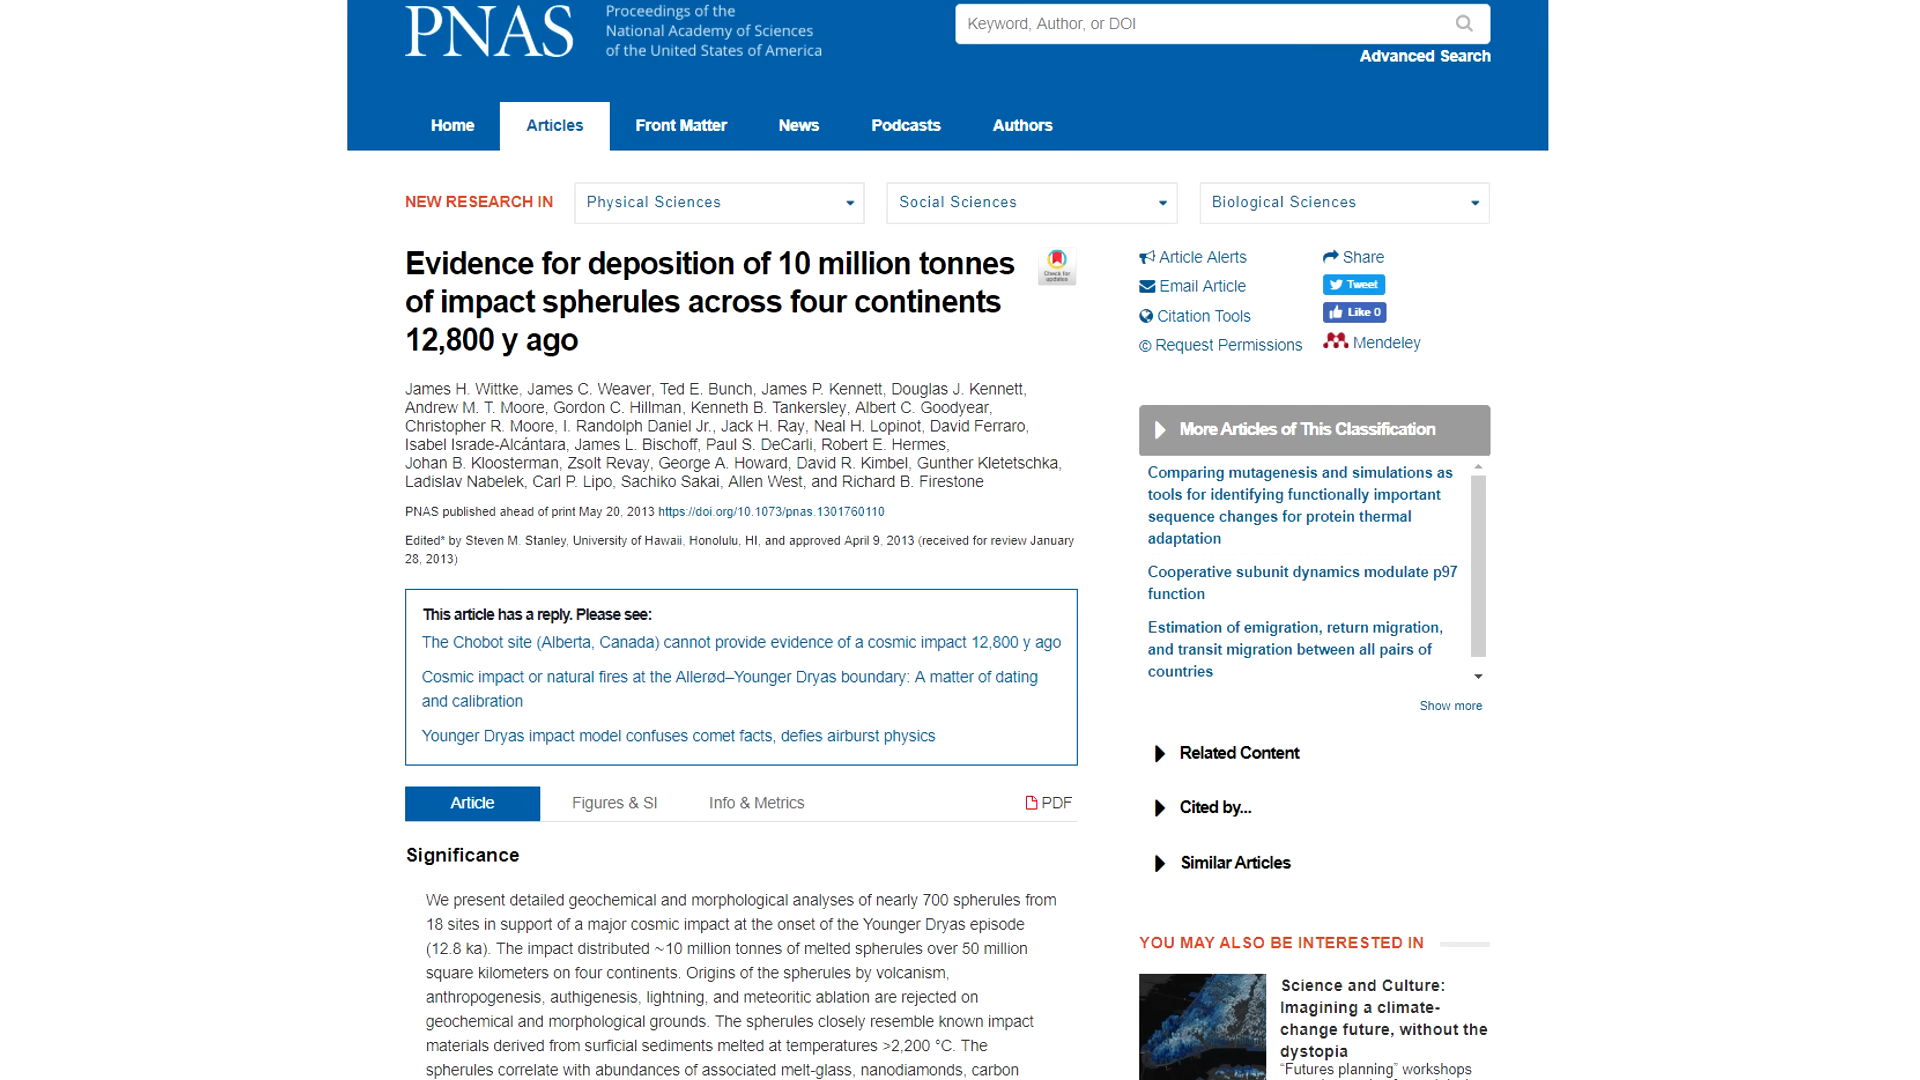 PNAS
Proceedings of the
National Academy of Sciences
of the United States of America
Keyword, Author, or DOI
Advanced Search
Home
Articles
Front Matter
News
Podcasts
Authors
NEW RESEARCH IN
Physical Sciences
Social Sciences
Biological Sciences
Evidence for deposition of 10 million tonnes
of impact spherules across four continents
12,800 y ago
Check for
updates
James H. Wittke, James C. Weaver, Ted E. Bunch, James P. Kennett, Douglas J. Kennett,
Andrew M. T. Moore, Gordon C. Hillman, Kenneth B. Tankersley, Albert C. Goodyear,
Christopher R. Moore, I. Randolph Daniel Jr., Jack H. Ray, Neal H. Lopinot, David Ferraro,
Isabel Israde-Alcántara, James L. Bischoff, Paul S. DeCarli, Robert E. Hermes,
Johan B. Kloosterman, Zsolt Revay, George A. Howard, David R. Kimbel, Gunther Kletetschka,
Ladislav Nabelek, Carl P. Lipo, Sachiko Sakai, Allen West, and Richard B. Firestone
PNAS published ahead of print May 20, 2013 https://doi.org/10.1073/pnas.1301760110
Edited* by Steven M. Stanley, University of Hawaii, Honolulu, HI, and approved April 9, 2013 (received for review January
28, 2013)
This article has a reply. Please see:
The Chobot site (Alberta, Canada) cannot provide evidence of a cosmic impact 12,800 y ago
Cosmic impact or natural fires at the Allerød–Younger Dryas boundary: A matter of dating
and calibration
Younger Dryas impact model confuses comet facts, defies airburst physics
Article
Figures & SI
Info & Metrics
PDF
Significance
We present detailed geochemical and morphological analyses of nearly 700 spherules from
18 sites in support of a major cosmic impact at the onset of the Younger Dryas episode
(12.8 ka). The impact distributed ~10 million tonnes of melted spherules over 50 million
square kilometers on four continents. Origins of the spherules by volcanism,
anthropogenesis, authigenesis, lightning, and meteoritic ablation are rejected on
geochemical and morphological grounds. The spherules closely resemble known impact
materials derived from surficial sediments melted at temperatures >2,200 °C. The
spherules correlate with abundances of associated melt-glass, nanodiamonds, carbon
Article Alerts
Email Article
Citation Tools
© Request Permissions
Share
Tweet
Like 0
Mendeley
More Articles of This Classification
Comparing mutagenesis and simulations as
tools for identifying functionally important
sequence changes for protein thermal
adaptation
Cooperative subunit dynamics modulate p97
function
Estimation of emigration, return migration,
and transit migration between all pairs of
countries
Show more
Related Content
Cited by...
Similar Articles
YOU MAY ALSO BE INTERESTED IN
Science and Culture:
Imagining a climate-
change future, without the
dystopia
“Futures planning” workshops